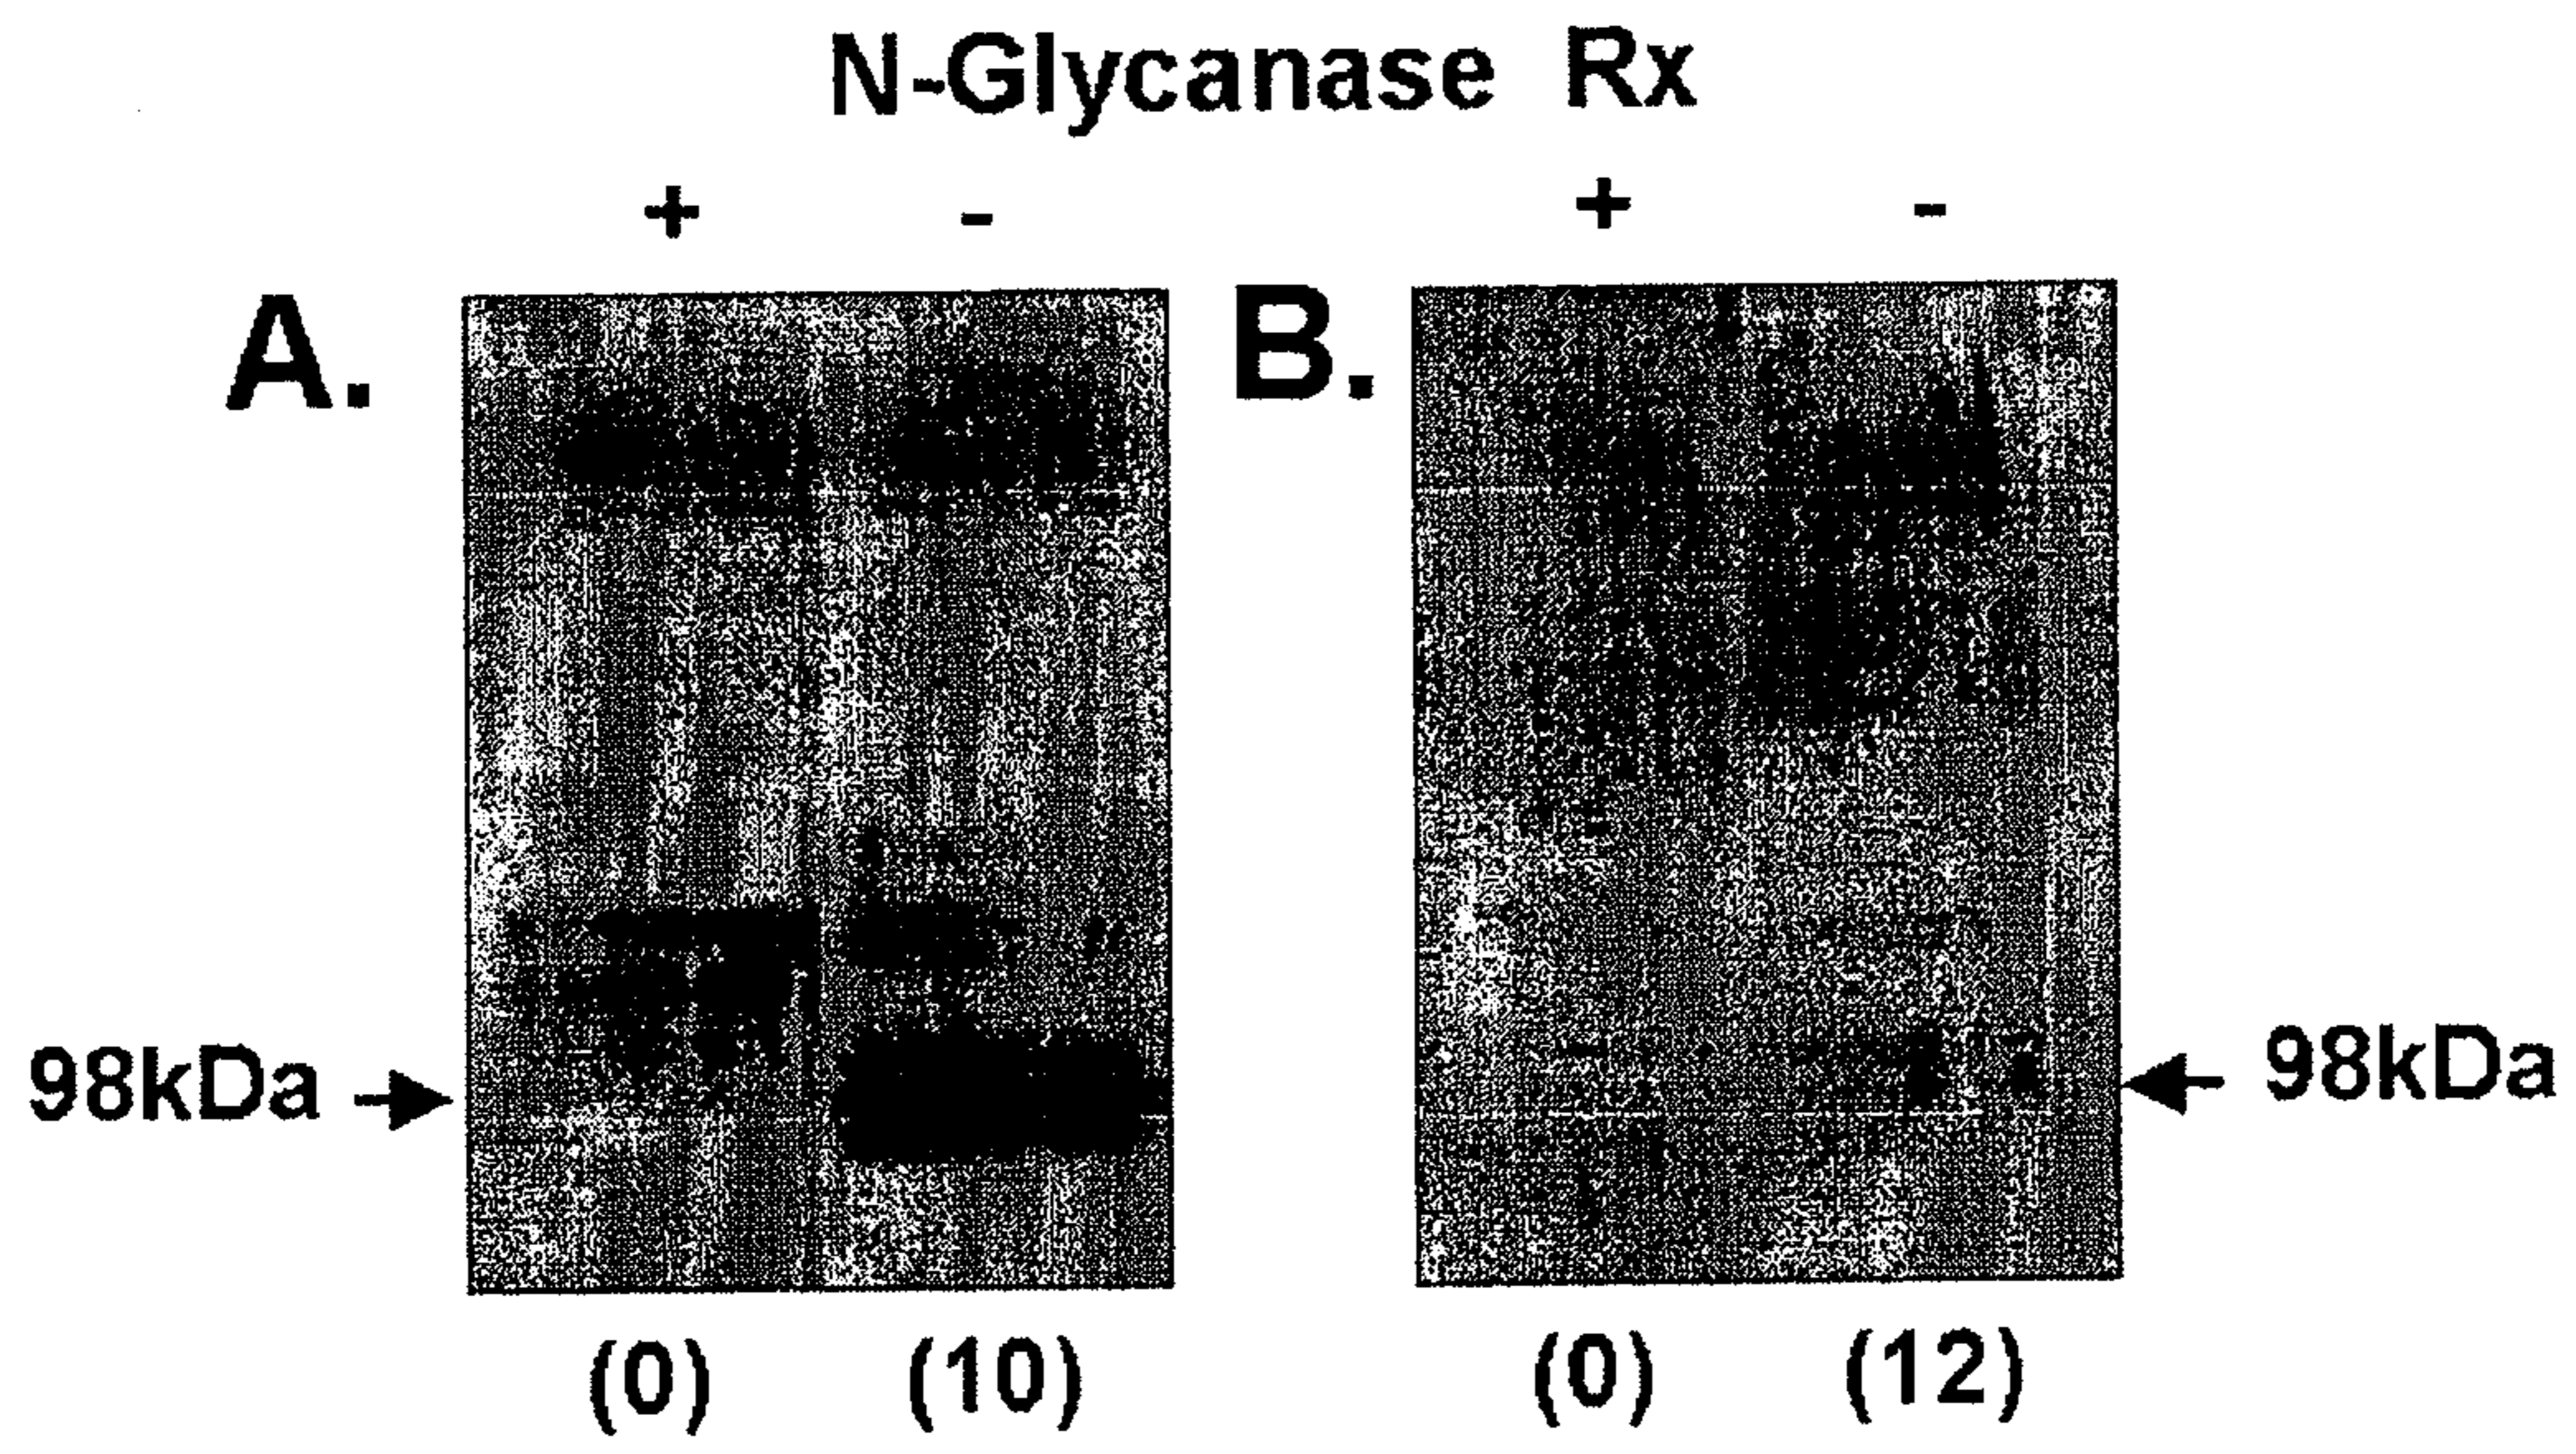 N-Glycanase Rx
+ - + -
A. B.
98kDa 98kDa
(0) (10) (0) (12)